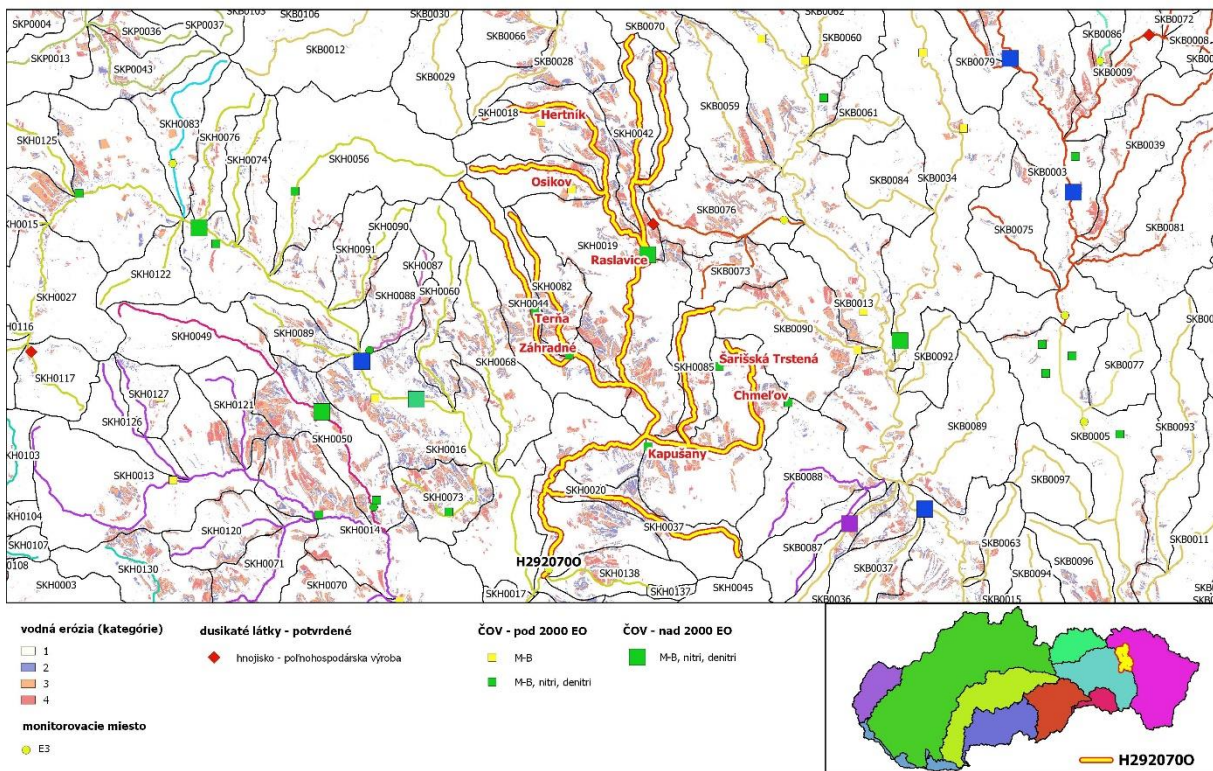 SKP0004
SKP0036
SKP0037
SKB0103
SKB0106
SKB0030
SKB0066
SKB0070
SKB0062
SKB0060
SKB0072
SKB0086
SKB0008
SKP0013
SKP0043
SKB0012
SKB0029
SKB0028
SKB0079
SKB0009
SKH0083
SKH0018
Hertník
SKB0059
SKB0061
SKH0125
SKH0076
SKH0074
SKH0042
SKB0039
SKH0056
SKB0003
Osikov
SKB0084
SKB0034
SKB0076
SKH0015
SKH0090
SKB0075
SKB0081
SKH0091
SKH0019
Raslavice
SKH0122
SKH0087
SKB0073
SKH0027
SKH0088
SKH0060
SKH0082
SKH0044
SKB0013
Terňa
SKH0049
SKH0089
SKB0090
Záhradné
SKB0092
SKH0068
SKH0085
Šarišská Trstená
SKB0077
SKH0117
SKH0127
SKH0121
Chmeľov
SKH0126
SKB0093
SKH0050
SKB0005
SKB0089
SKH0103
SKH0016
Kapušany
SKH0013
SKB0088
SKB0097
SKH0073
SKH0020
SKH0104
SKH0120
SKH0014
SKH0037
SKB0011
SKB0087
SKB0063
SKH0107
SKH0130
SKH0071
H292070O
SKB0037
SKB0096
SKH0138
SKB0094
SKH0003
SKH0070
SKH0017
SKH0137
SKH0045
SKB0036
SKB0015
vodná erózia (kategórie)
1
2
3
4
monitorovacie miesto
E3
dusikaté látky - potvrdené
hnojisko - poľnohospodárska výroba
ČOV - pod 2000 EO
M-B
M-B, nitri, denitri
ČOV - nad 2000 EO
M-B, nitri, denitri
H292070O